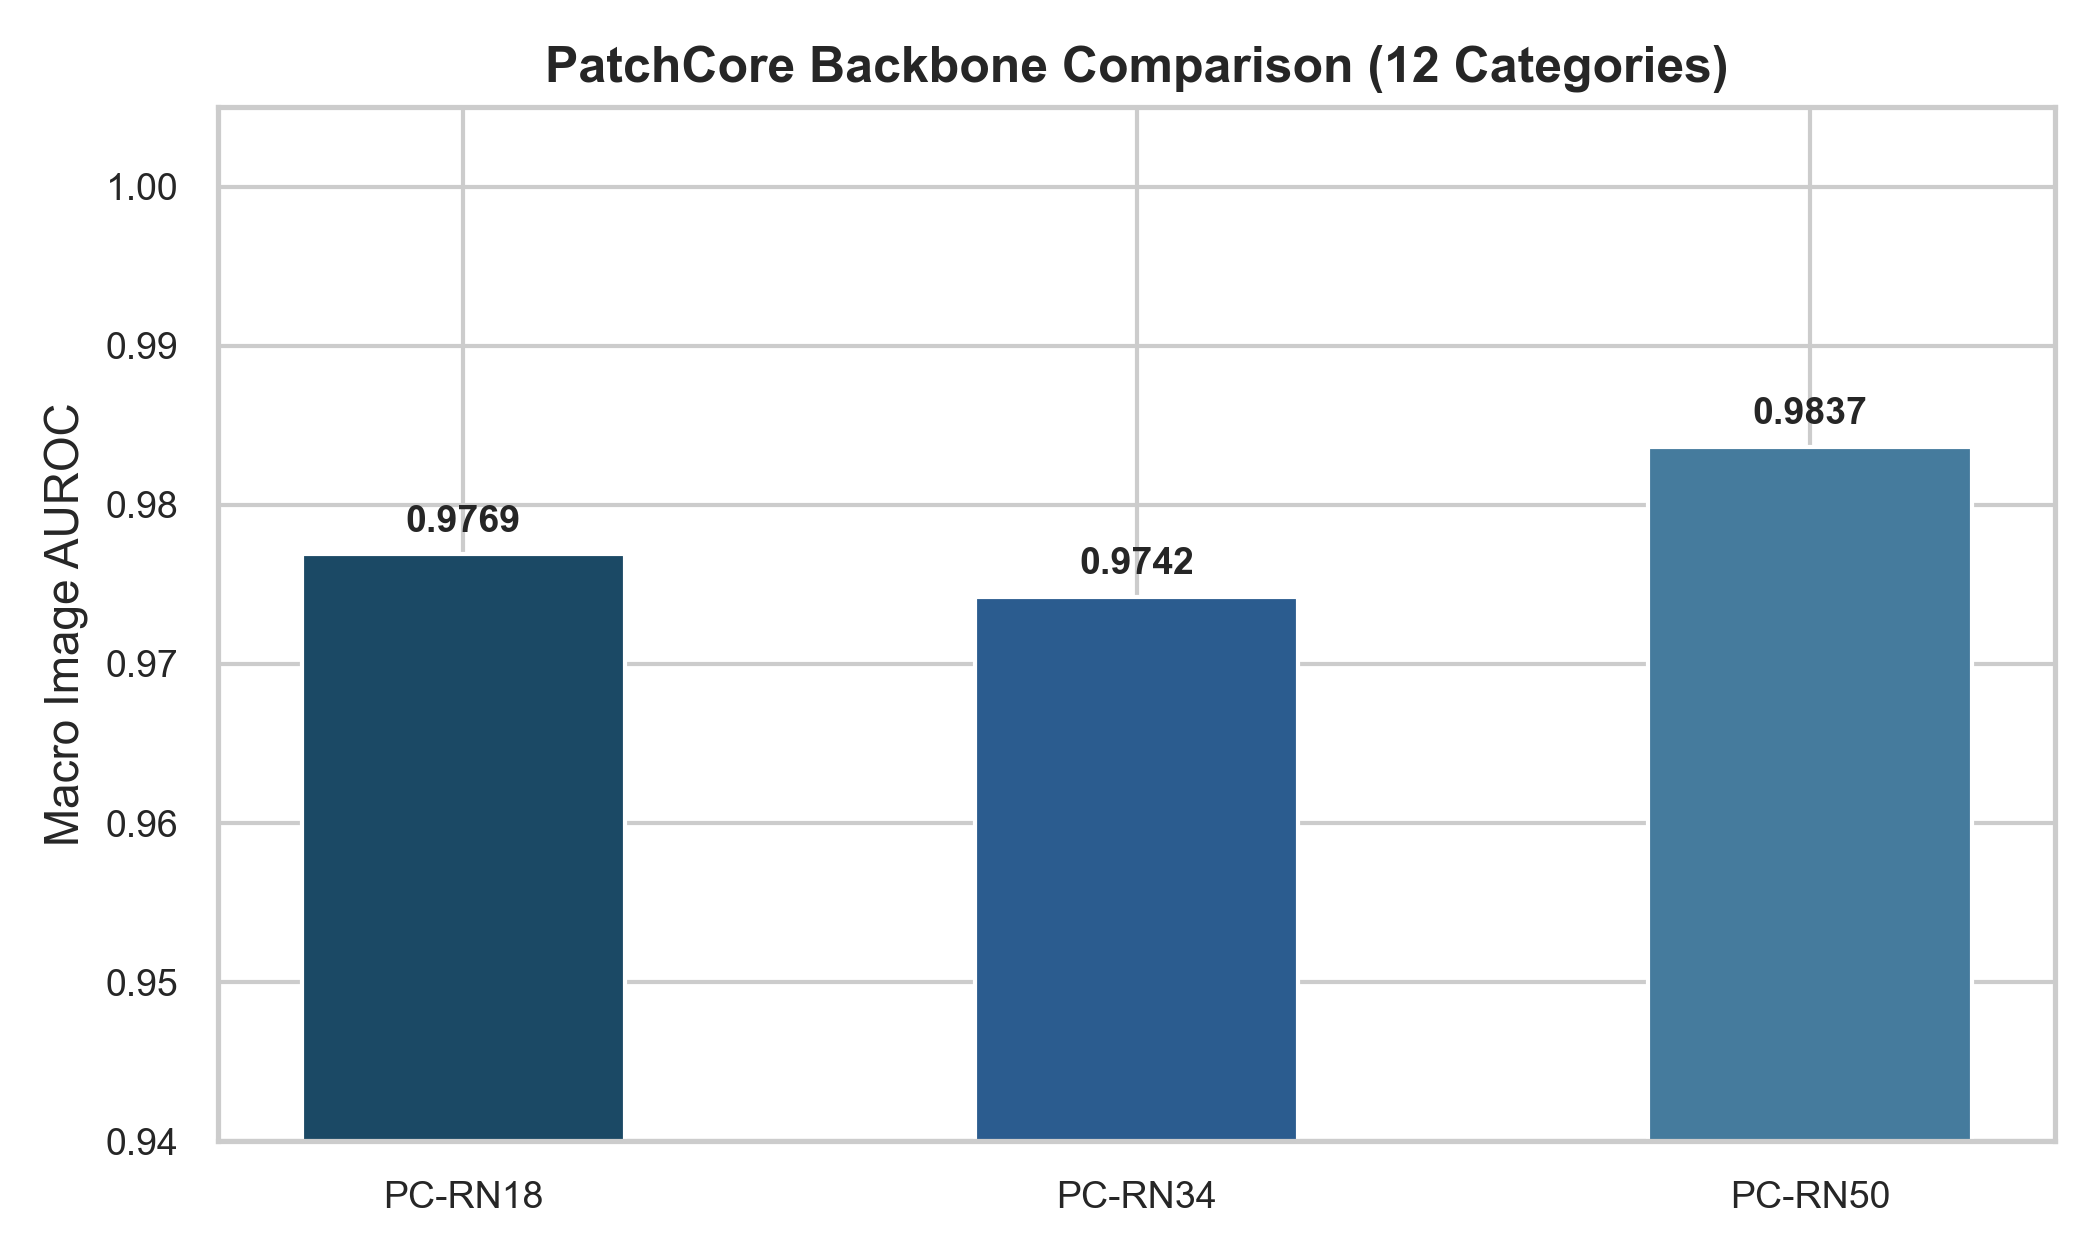 PatchCore Backbone Comparison (12 Categories)
Macro Image AUROC
1.00
0.99
0.98
0.97
0.96
0.95
0.94
0.9769
0.9742
0.9837
PC-RN18
PC-RN34
PC-RN50